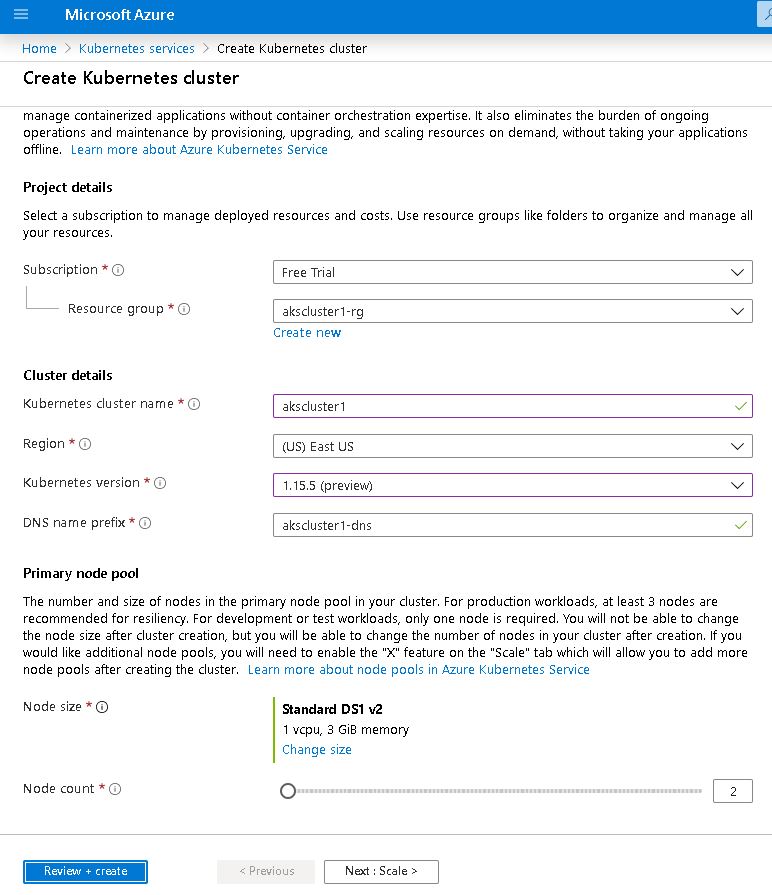 Microsoft Azure
Home > Kubernetes services > Create Kubernetes cluster
Create Kubernetes cluster
manage containerized applications without container orchestration expertise. It also eliminates the burden of ongoing
operations and maintenance by provisioning, upgrading, and scaling resources on demand, without taking your applications
offline. Learn more about Azure Kubernetes Service
Project details
Select a subscription to manage deployed resources and costs. Use resource groups like folders to organize and manage all
your resources.
Subscription *
Free Trial
Resource group *
akscluster1-rg
Create new
Cluster details
Kubernetes cluster name *
akscluster1
Region *
(US) East US
Kubernetes version *
1.15.5 (preview)
DNS name prefix *
akscluster1-dns
Primary node pool
The number and size of nodes in the primary node pool in your cluster. For production workloads, at least 3 nodes are
recommended for resiliency. For development or test workloads, only one node is required. You will not be able to change
the node size after cluster creation, but you will be able to change the number of nodes in your cluster after creation. If you
would like additional node pools, you will need to enable the "X" feature on the "Scale" tab which will allow you to add more
node pools after creating the cluster. Learn more about node pools in Azure Kubernetes Service
Node size *
Standard DS1 v2
1 vcpu, 3 GiB memory
Change size
Node count *
2
Review + create
< Previous
Next : Scale >